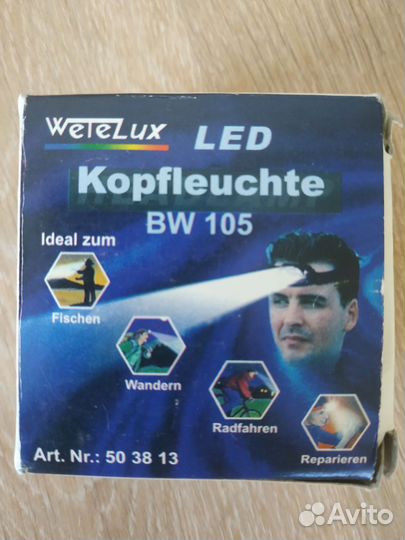 WeTeLux LED
Kopfleuchte
BW 105
Ideal zum
Fischen
Wandern
Radfahren
Reparieren
Art. Nr.: 50 38 13
Avito